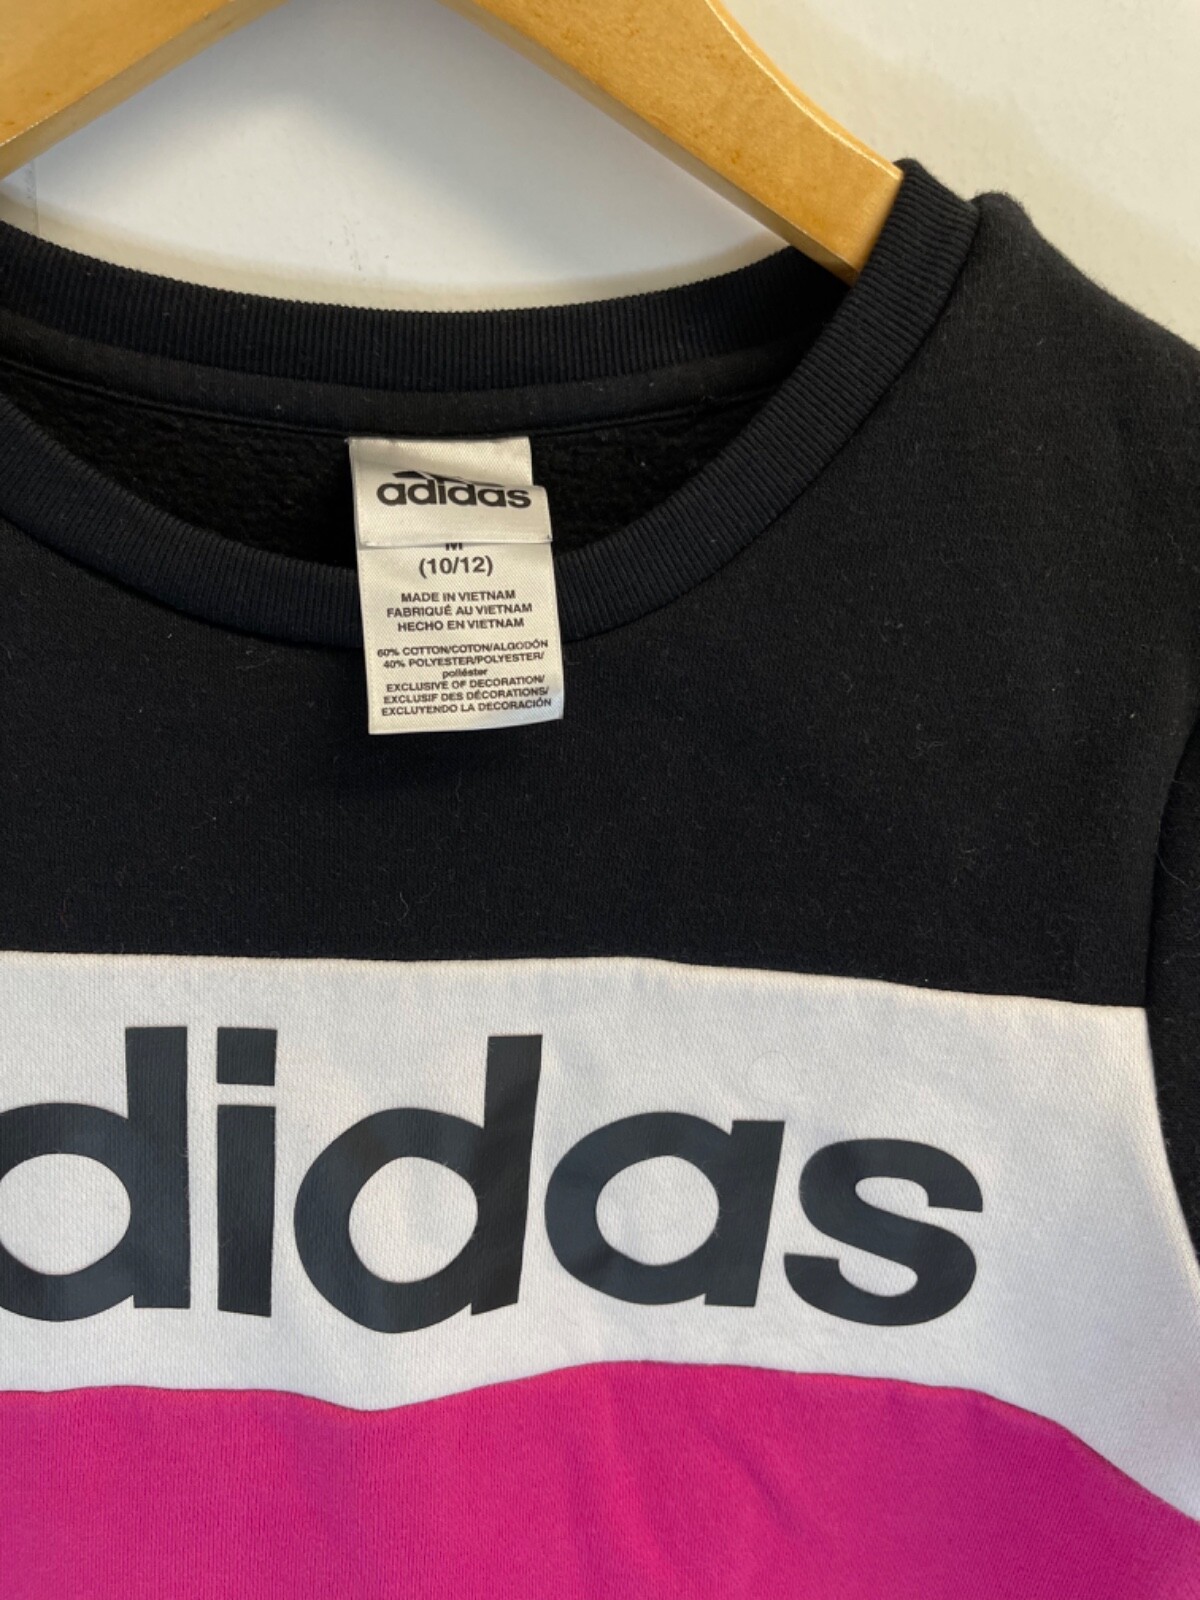 adidas
M
(10/12)
MADE IN VIETNAM
FABRIQUÉ AU VIETNAM
HECHO EN VIETNAM
60% COTTON/COTON/ALGODÓN
40% POLYESTER/POLYESTER/
poliéster
EXCLUSIVE OF DECORATION/
EXCLUSIF DES DÉCORATIONS/
EXCLUYENDO LA DECORACIÓN
didas